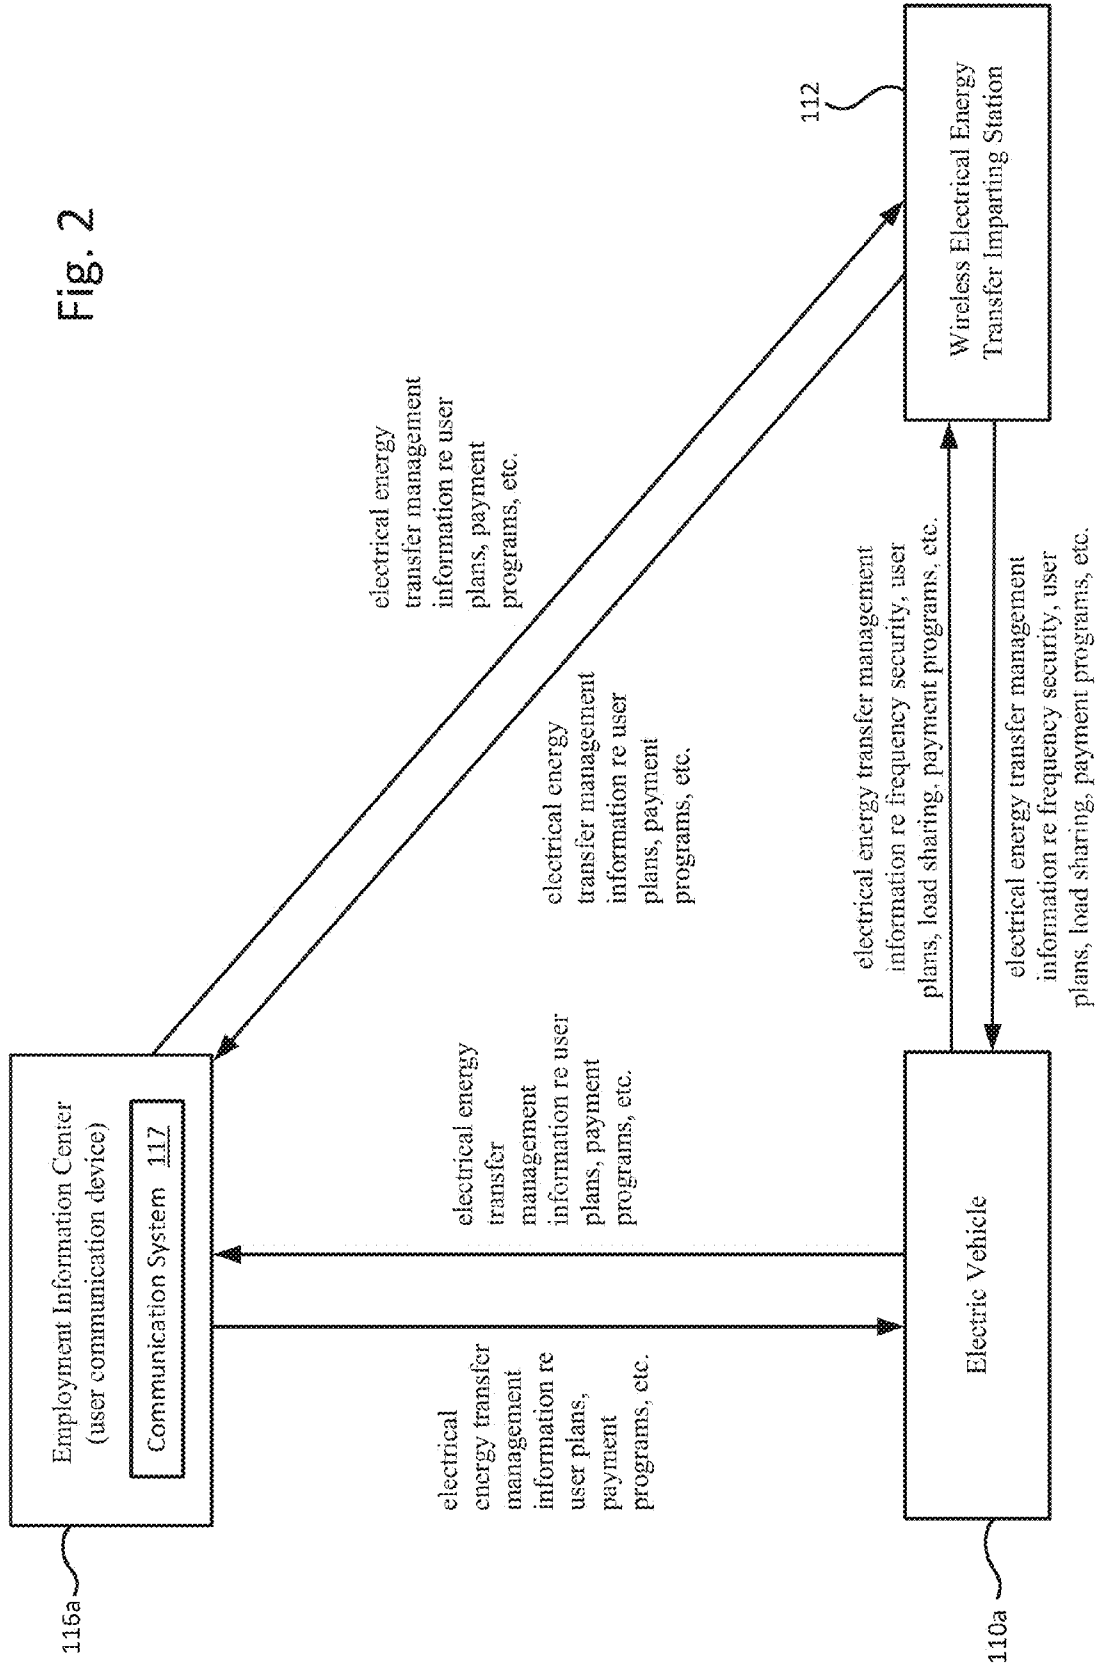 Fig. 2
116a
Employment Information Center
(user communication device)
Communication System 117
electrical
energy transfer
management
information re
user plans,
payment
programs, etc.
electrical energy
transfer
management
information re user
plans, payment
programs, etc.
electrical energy
transfer management
information re user
plans, payment
programs, etc.
electrical energy
transfer management
information re user
plans, payment
programs, etc.
110a
Electric Vehicle
electrical energy transfer management
information re frequency security, user
plans, load sharing, payment programs, etc.
electrical energy transfer management
information re frequency security, user
plans, load sharing, payment programs, etc.
112
Wireless Electrical Energy
Transfer Imparting Station